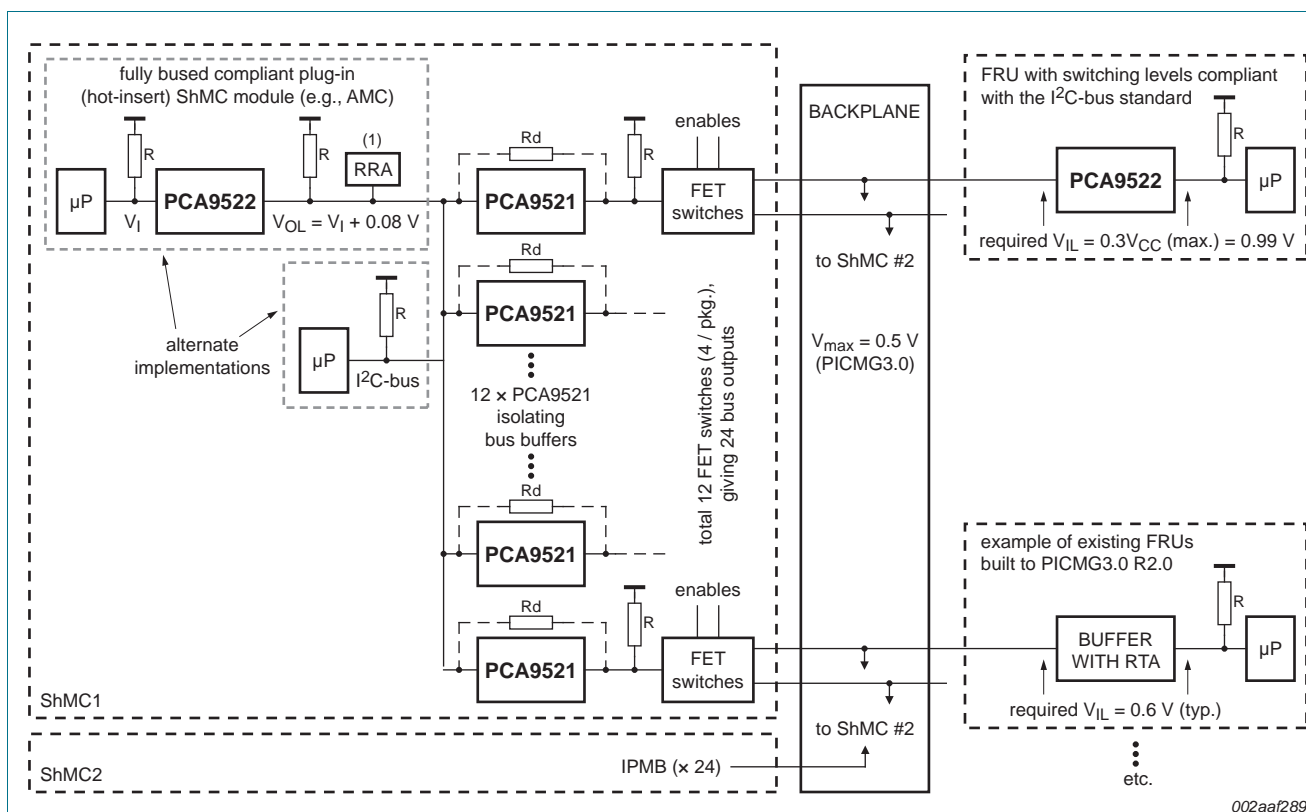 fully bused compliant plug-in
(hot-insert) ShMC module (e.g., AMC)
R
R
(1)
RRA
µP
PCA9522
V_I
V_OL = V_I + 0.08 V
alternate
implementations
µP
R
I²C-bus
Rd
PCA9521
Rd
PCA9521
12 × PCA9521
isolating
bus buffers
Rd
PCA9521
Rd
PCA9521
R
enables
FET
switches
total 12 FET switches (4 / pkg.),
giving 24 bus outputs
R
enables
FET
switches
ShMC1
ShMC2
IPMB (× 24)
BACKPLANE
to ShMC #2
V_max = 0.5 V
(PICMG3.0)
to ShMC #2
FRU with switching levels compliant
with the I²C-bus standard
R
PCA9522
µP
required V_IL = 0.3V_CC (max.) = 0.99 V
example of existing FRUs
built to PICMG3.0 R2.0
R
BUFFER
WITH RTA
µP
required V_IL = 0.6 V (typ.)
etc.
002aaf289